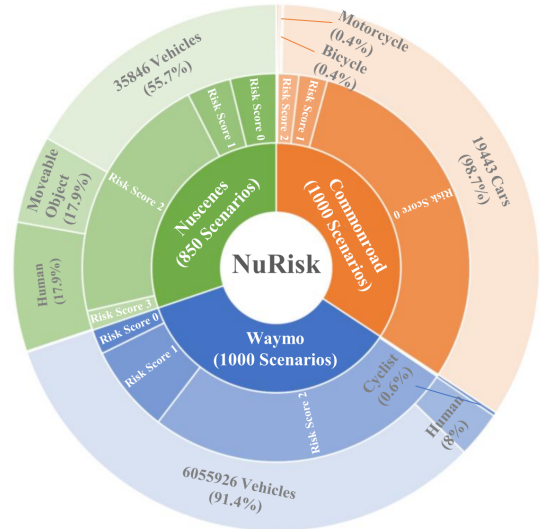 NuRisk
Commonroad
(1000 Scenarios)
Risk Score 2
Risk Score 1
Risk Score 0
Motorcycle
(0.4%)
Bicycle
(0.4%)
19443 Cars
(98.7%)
Waymo
(1000 Scenarios)
Risk Score 2
Risk Score 1
Risk Score 0
Cyclist
(0.6%)
Human
(8%)
6055926 Vehicles
(91.4%)
Nuscenes
(850 Scenarios)
Risk Score 3
Risk Score 2
Risk Score 1
Risk Score 0
Human
(17.9%)
Moveable
Object
(17.9%)
35846 Vehicles
(55.7%)